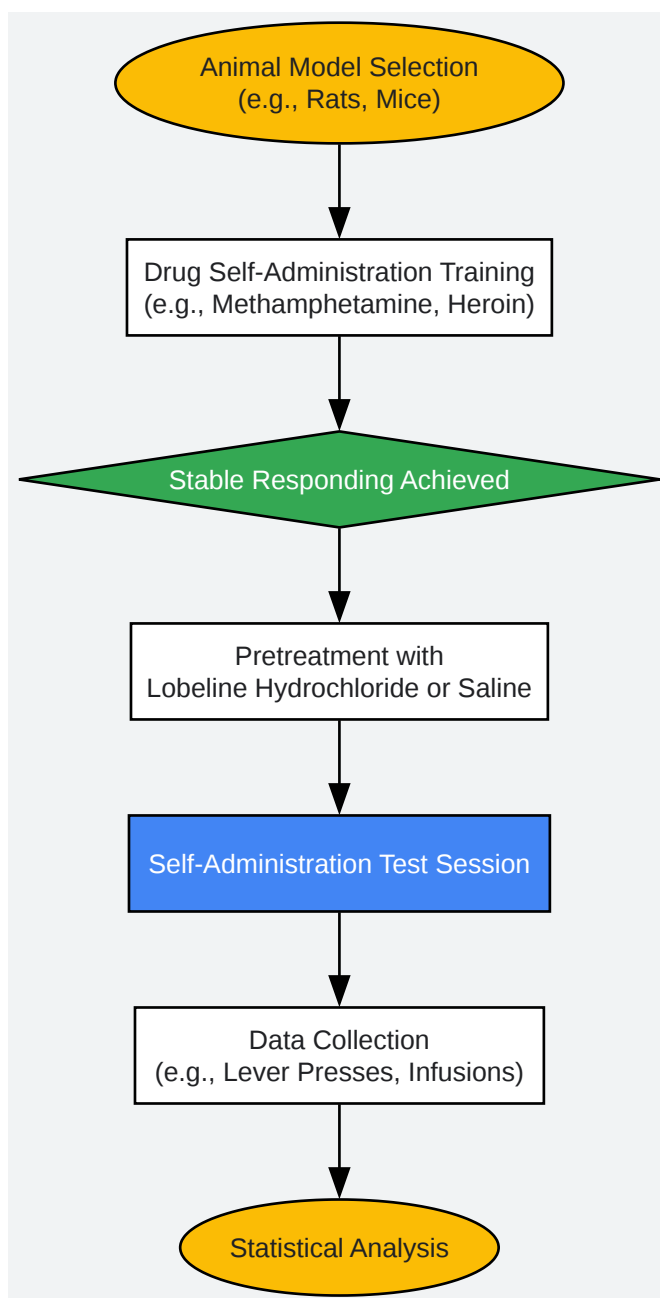 Animal Model Selection
(e.g., Rats, Mice)
Drug Self-Administration Training
(e.g., Methamphetamine, Heroin)
Stable Responding Achieved
Pretreatment with
Lobeline Hydrochloride or Saline
Self-Administration Test Session
Data Collection
(e.g., Lever Presses, Infusions)
Statistical Analysis